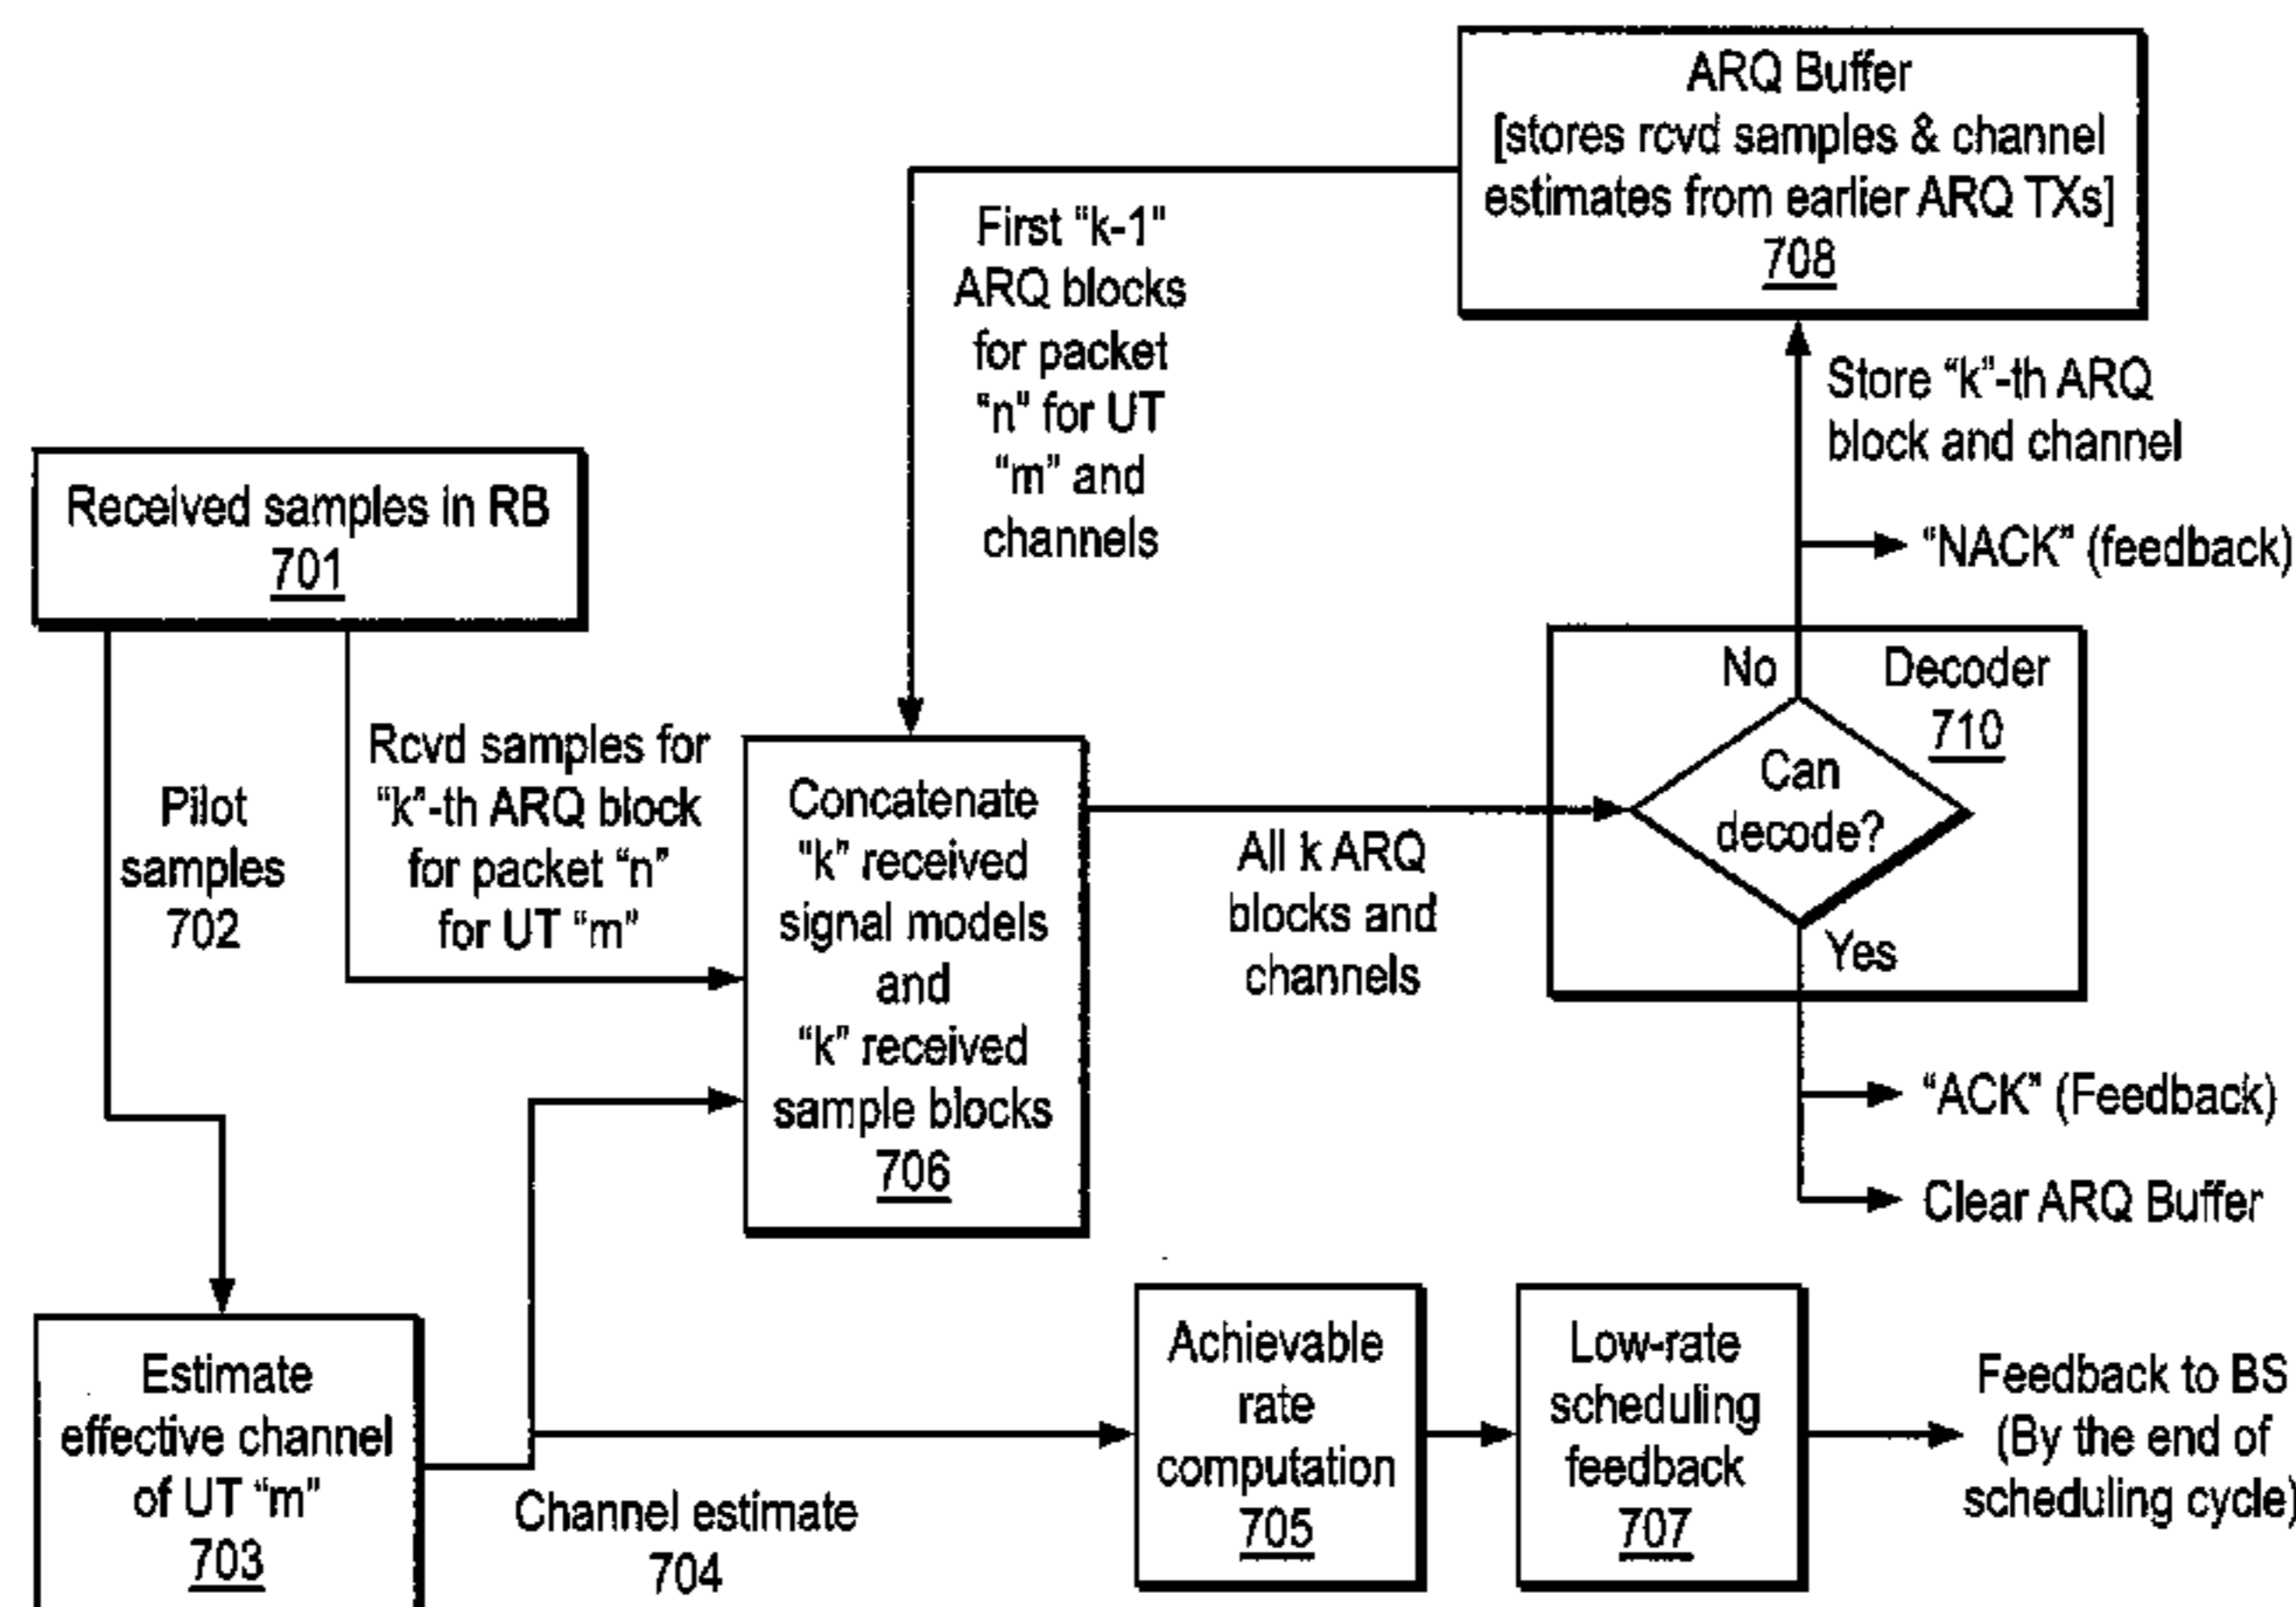 ARQ Buffer
[stores rcvd samples & channel
estimates from earlier ARQ TXs]
708
First “k-1”
ARQ blocks
for packet
“n” for UT
“m” and
channels
Store “k”-th ARQ
block and channel
“NACK” (feedback)
Received samples in RB
701
Pilot
samples
702
Rcvd samples for
“k”-th ARQ block
for packet “n”
for UT “m”
Concatenate
“k” received
signal models
and
“k” received
sample blocks
706
All k ARQ
blocks and
channels
No
Decoder
710
Can
decode?
Yes
“ACK” (Feedback)
Clear ARQ Buffer
Estimate
effective channel
of UT “m”
703
Channel estimate
704
Achievable
rate
computation
705
Low-rate
scheduling
feedback
707
Feedback to BS
(By the end of
scheduling cycle)